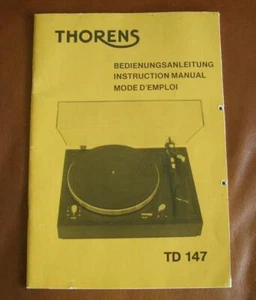 THORENS
BEDIENUNGSANLEITUNG
INSTRUCTION MANUAL
MODE D'EMPLOI
TD 147